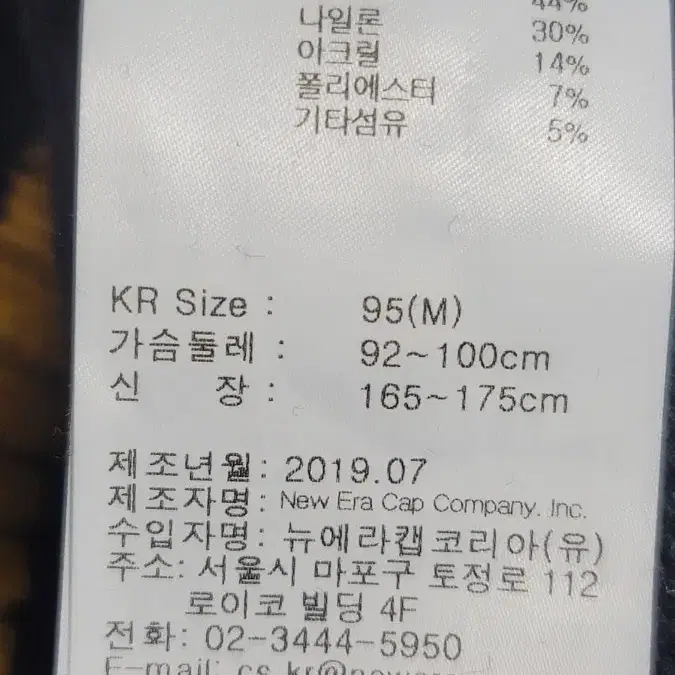 44%
나일론 30%
아크릴 14%
폴리에스터 7%
기타섬유 5%
KR Size : 95(M)
가슴둘레 : 92~100cm
신 장 : 165~175cm
제조년월: 2019.07
제조자명: New Era Cap Company. Inc.
수입자명: 뉴에라캡코리아(유)
주소: 서울시 마포구 토정로 112
로이코 빌딩 4F
전화: 02-3444-5950
E-mail: